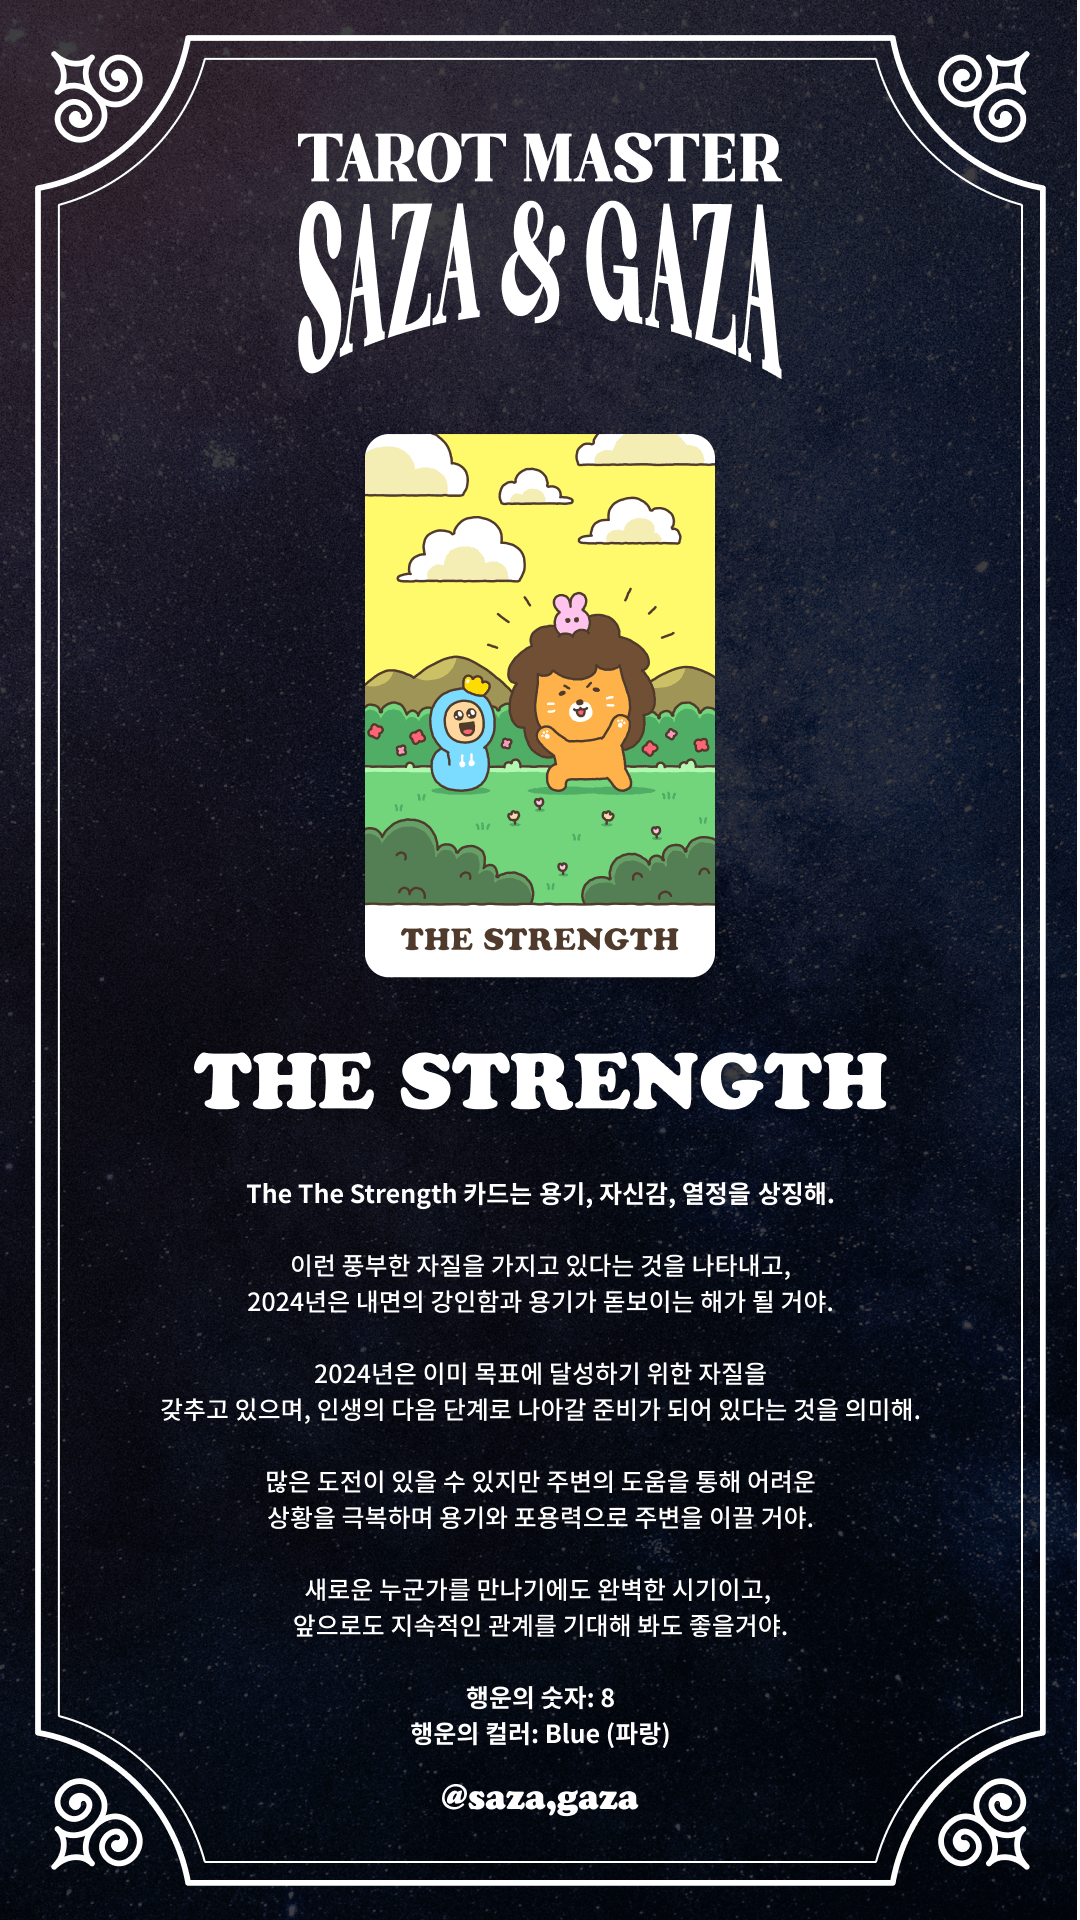 TAROT MASTER
SAZA & GAZA
THE STRENGTH
THE STRENGTH
The The Strength 카드는 용기, 자신감, 열정을 상징해.
이런 풍부한 자질을 가지고 있다는 것을 나타내고,
2024년은 내면의 강인함과 용기가 돋보이는 해가 될 거야.
2024년은 이미 목표에 달성하기 위한 자질을
갖추고 있으며, 인생의 다음 단계로 나아갈 준비가 되어 있다는 것을 의미해.
많은 도전이 있을 수 있지만 주변의 도움을 통해 어려운
상황을 극복하며 용기와 포용력으로 주변을 이끌 거야.
새로운 누군가를 만나기에도 완벽한 시기이고,
앞으로도 지속적인 관계를 기대해 봐도 좋을거야.
행운의 숫자: 8
행운의 컬러: Blue (파랑)
@saza,gaza